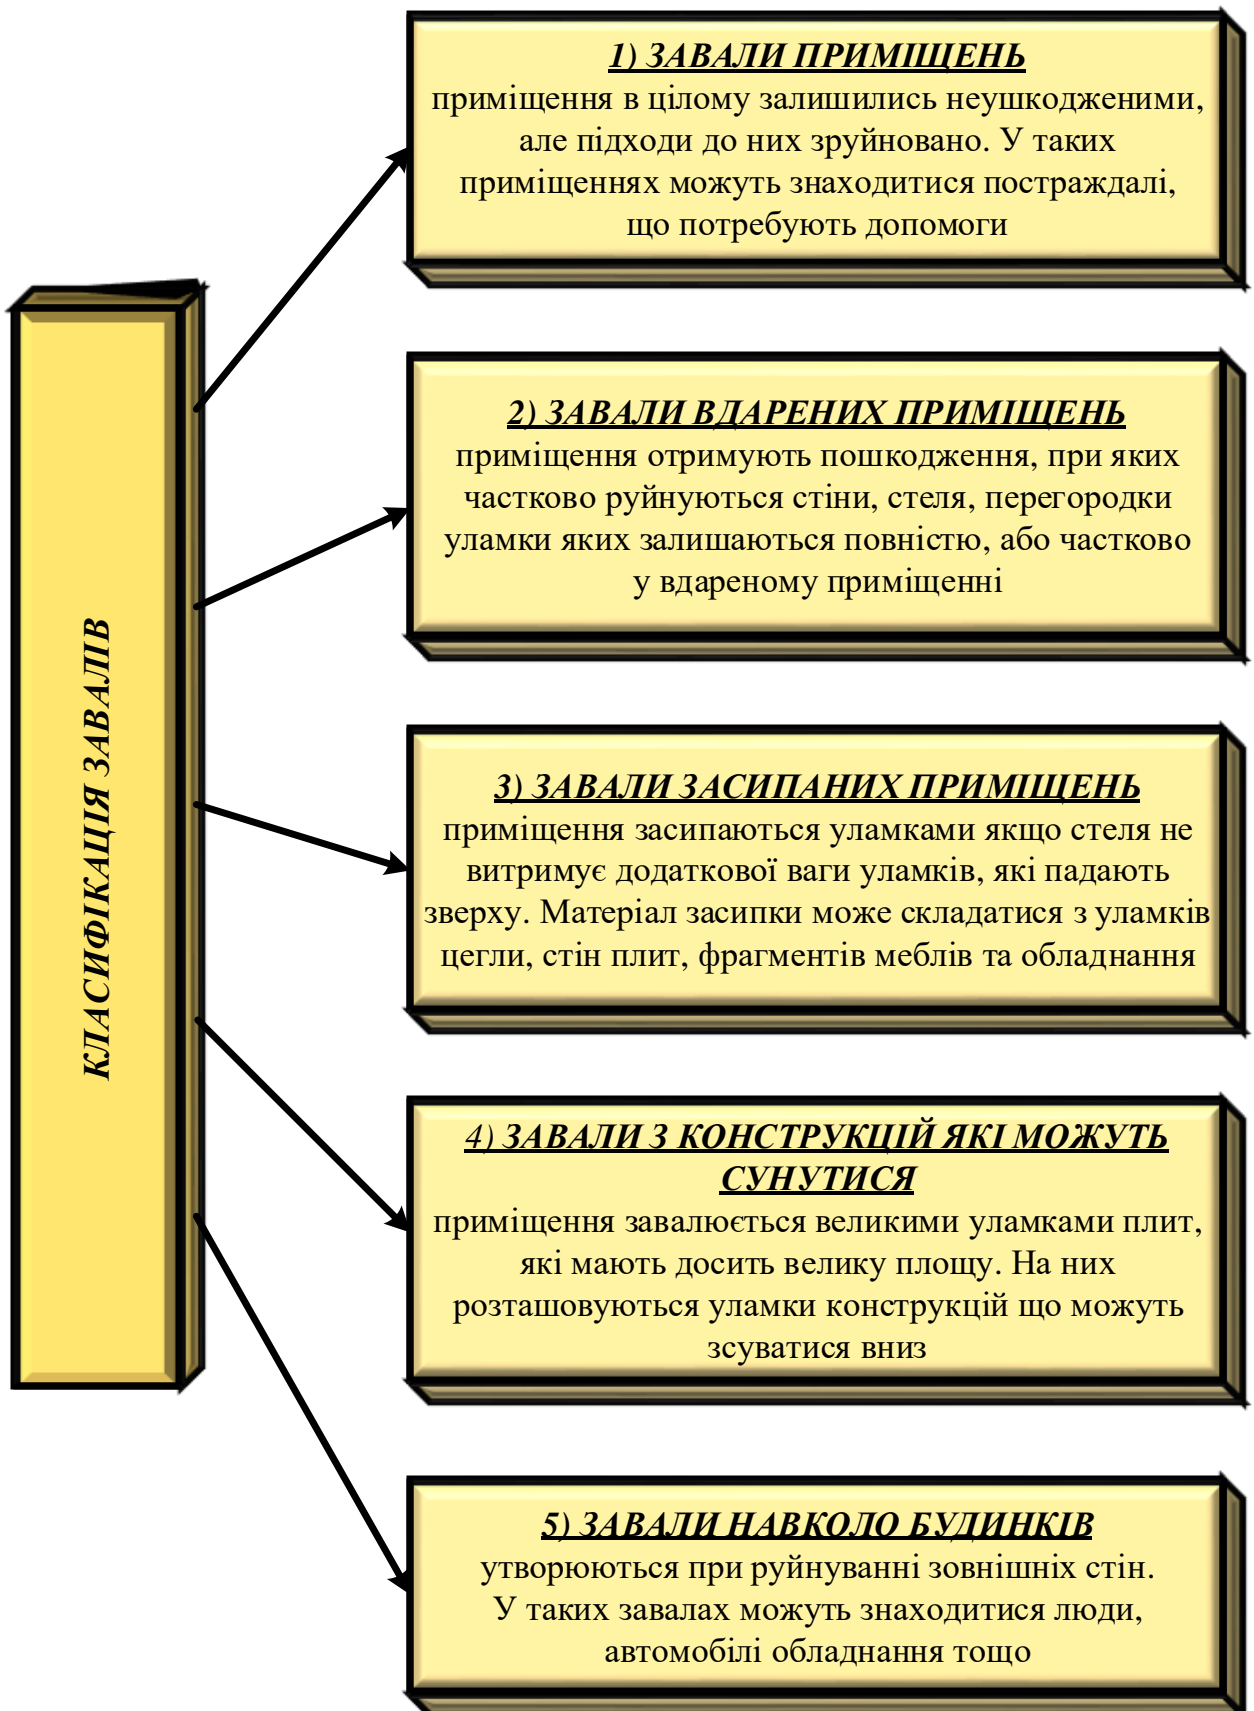 КЛАСИФІКАЦІЯ ЗАВАЛІВ
1) ЗАВАЛИ ПРИМІЩЕНЬ
приміщення в цілому залишились неушкодженими,
але підходи до них зруйновано. У таких
приміщеннях можуть знаходитися постраждалі,
що потребують допомоги
2) ЗАВАЛИ ВДАРЕНИХ ПРИМІЩЕНЬ
приміщення отримують пошкодження, при яких
частково руйнуються стіни, стеля, перегородки
уламки яких залишаються повністю, або частково
у вдареному приміщенні
3) ЗАВАЛИ ЗАСИПАНИХ ПРИМІЩЕНЬ
приміщення засипаються уламками якщо стеля не
витримує додаткової ваги уламків, які падають
зверху. Матеріал засипки може складатися з уламків
цегли, стін плит, фрагментів меблів та обладнання
4) ЗАВАЛИ З КОНСТРУКЦІЙ ЯКІ МОЖУТЬ
СУНУТИСЯ
приміщення завалюється великими уламками плит,
які мають досить велику площу. На них
розташовуються уламки конструкцій що можуть
зсуватися вниз
5) ЗАВАЛИ НАВКОЛО БУДИНКІВ
утворюються при руйнуванні зовнішніх стін.
У таких завалах можуть знаходитися люди,
автомобілі обладнання тощо